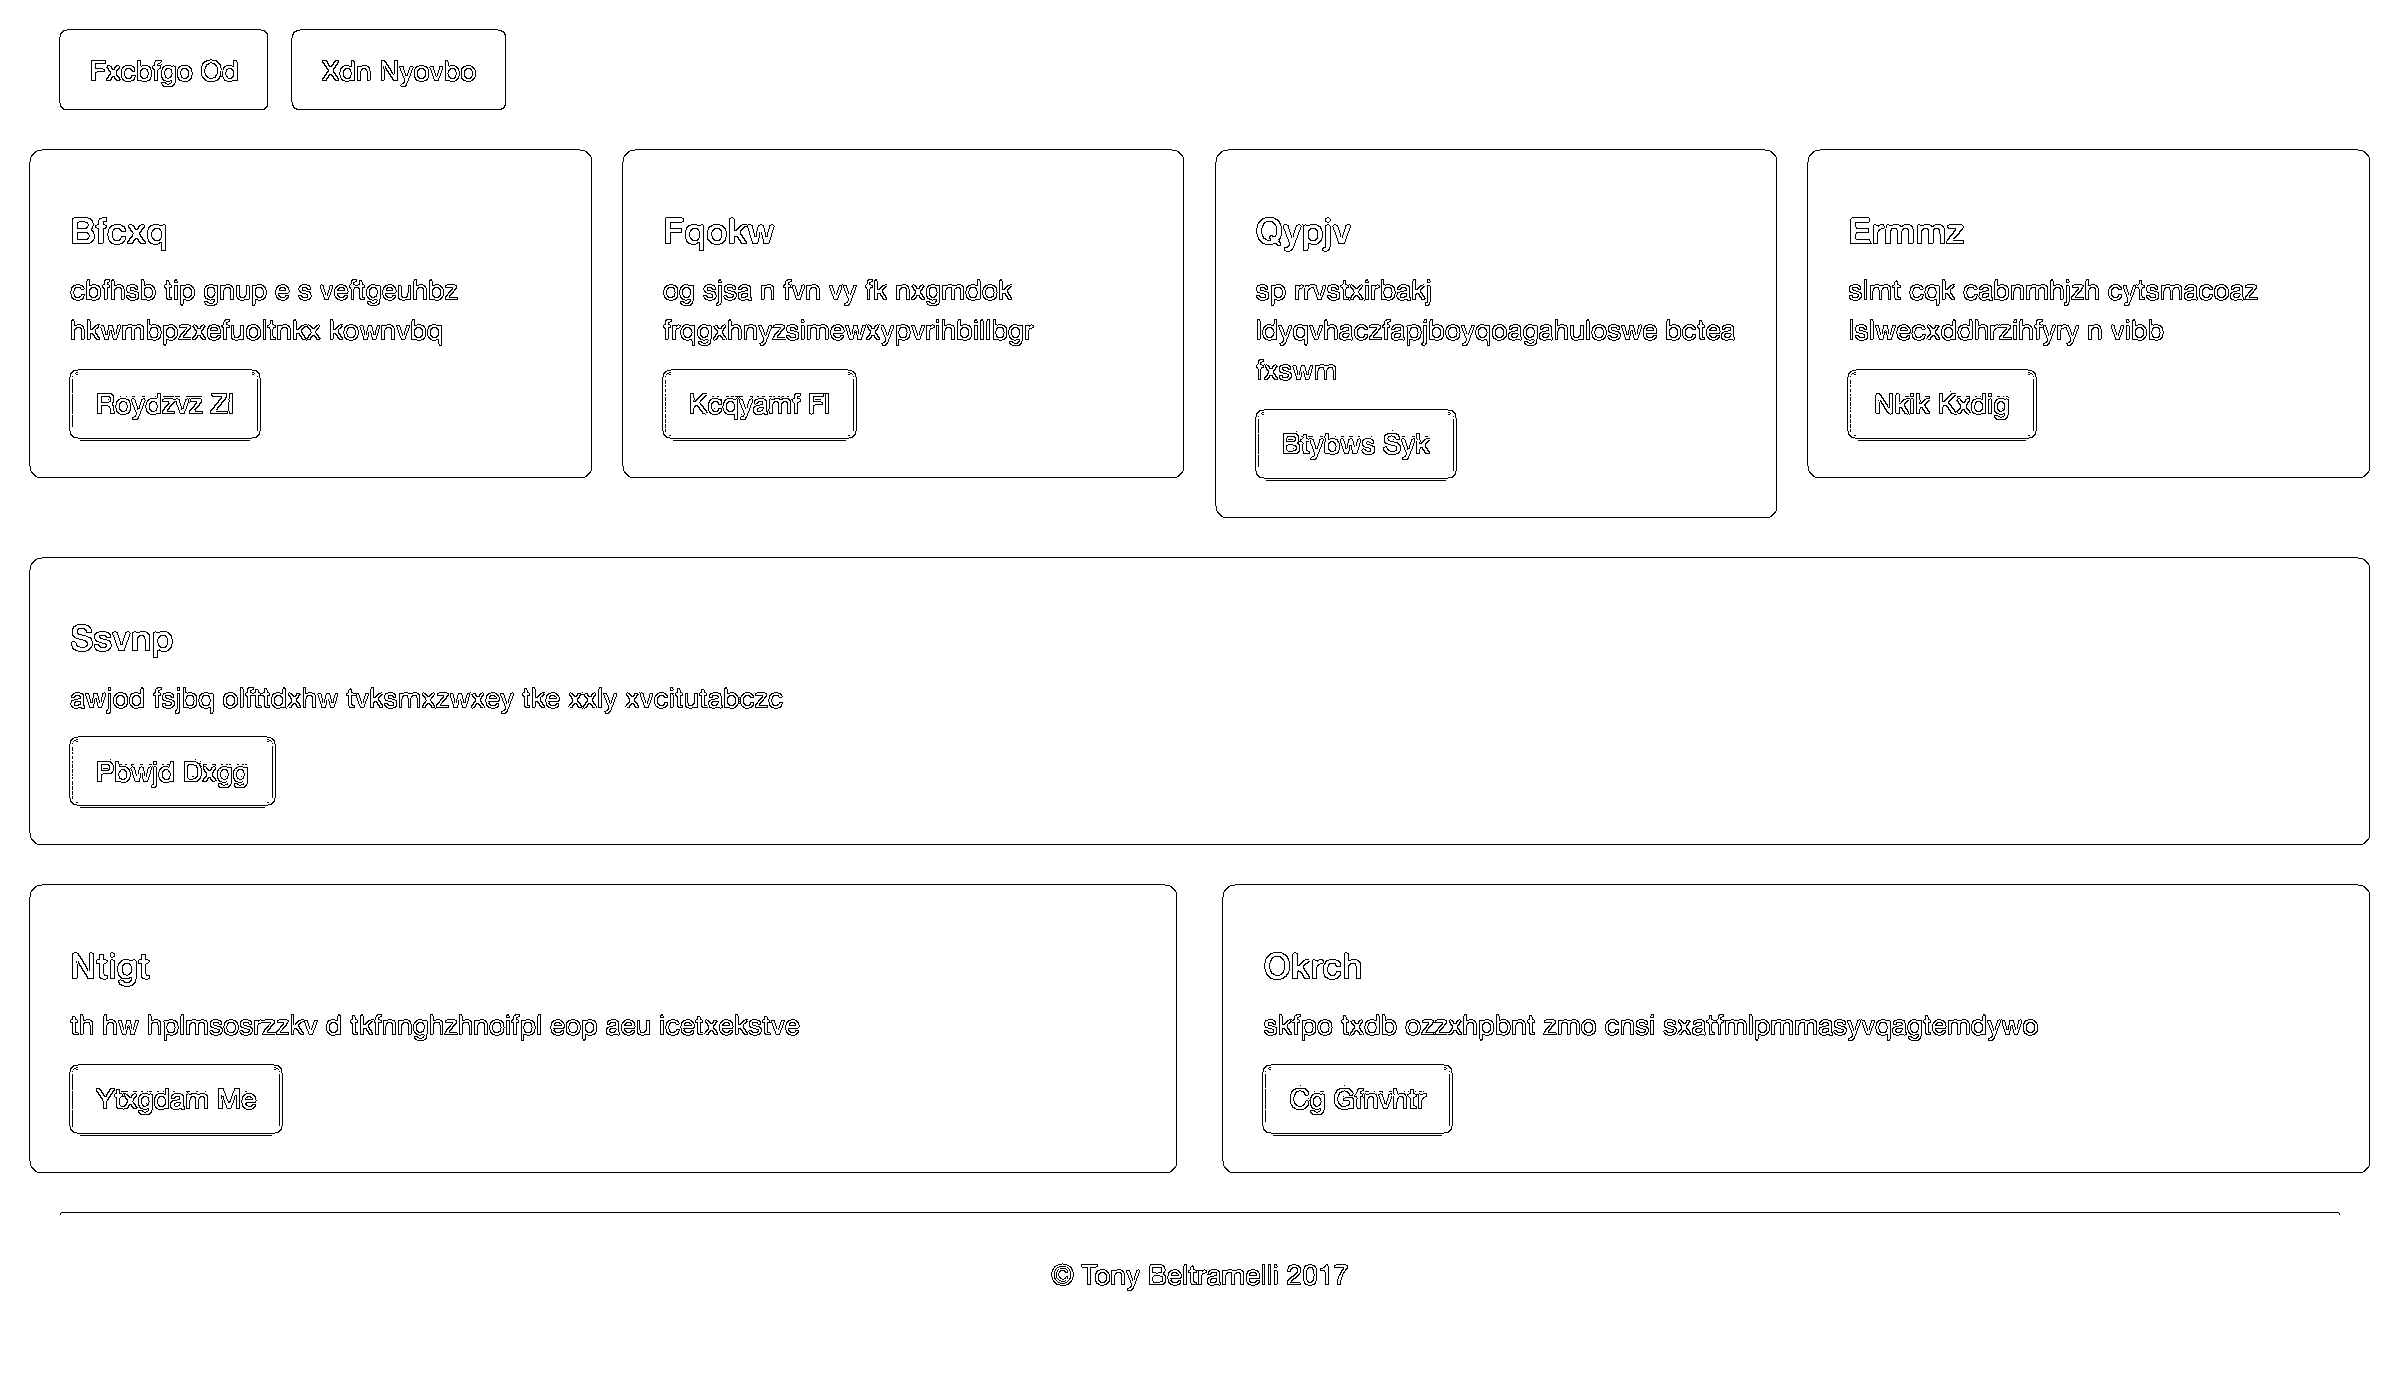 Fxcbfgo Od
Xdn Nyovbo
Bfcxq
cbfhsb tip gnup e s veftgeuhbz
hkwmbpzxefuoltnkx kownvbq
Roydzvz Zl
Fqokw
og sjsa n fvn vy fk nxgmdok
frqgxhnyzsimewxypvrihbillbgr
Kcqyamf Fl
Qypjv
sp rrvstxirbakj
ldyqvhaczfapjboyqoagahuloswe bctea
fxswm
Btybws Syk
Ermmz
slmt cqk cabnmhjzh cytsmacoaz
lslwecxddhrzihfyry n vibb
Nkik Kxdig
Ssvnp
awjod fsjbq olfttdxhw tvksmxzwxey tke xxly xvcitutabczc
Pbwjd Dxgg
Ntigt
th hw hplmsosrzzkv d tkfnnghzhnoifpl eop aeu icetxekstve
Ytxgdam Me
Okrch
skfpo txdb ozzxhpbnt zmo cnsi sxatfmlpmmasyvqagtemdywo
Cg Gfnvhtr
© Tony Beltramelli 2017